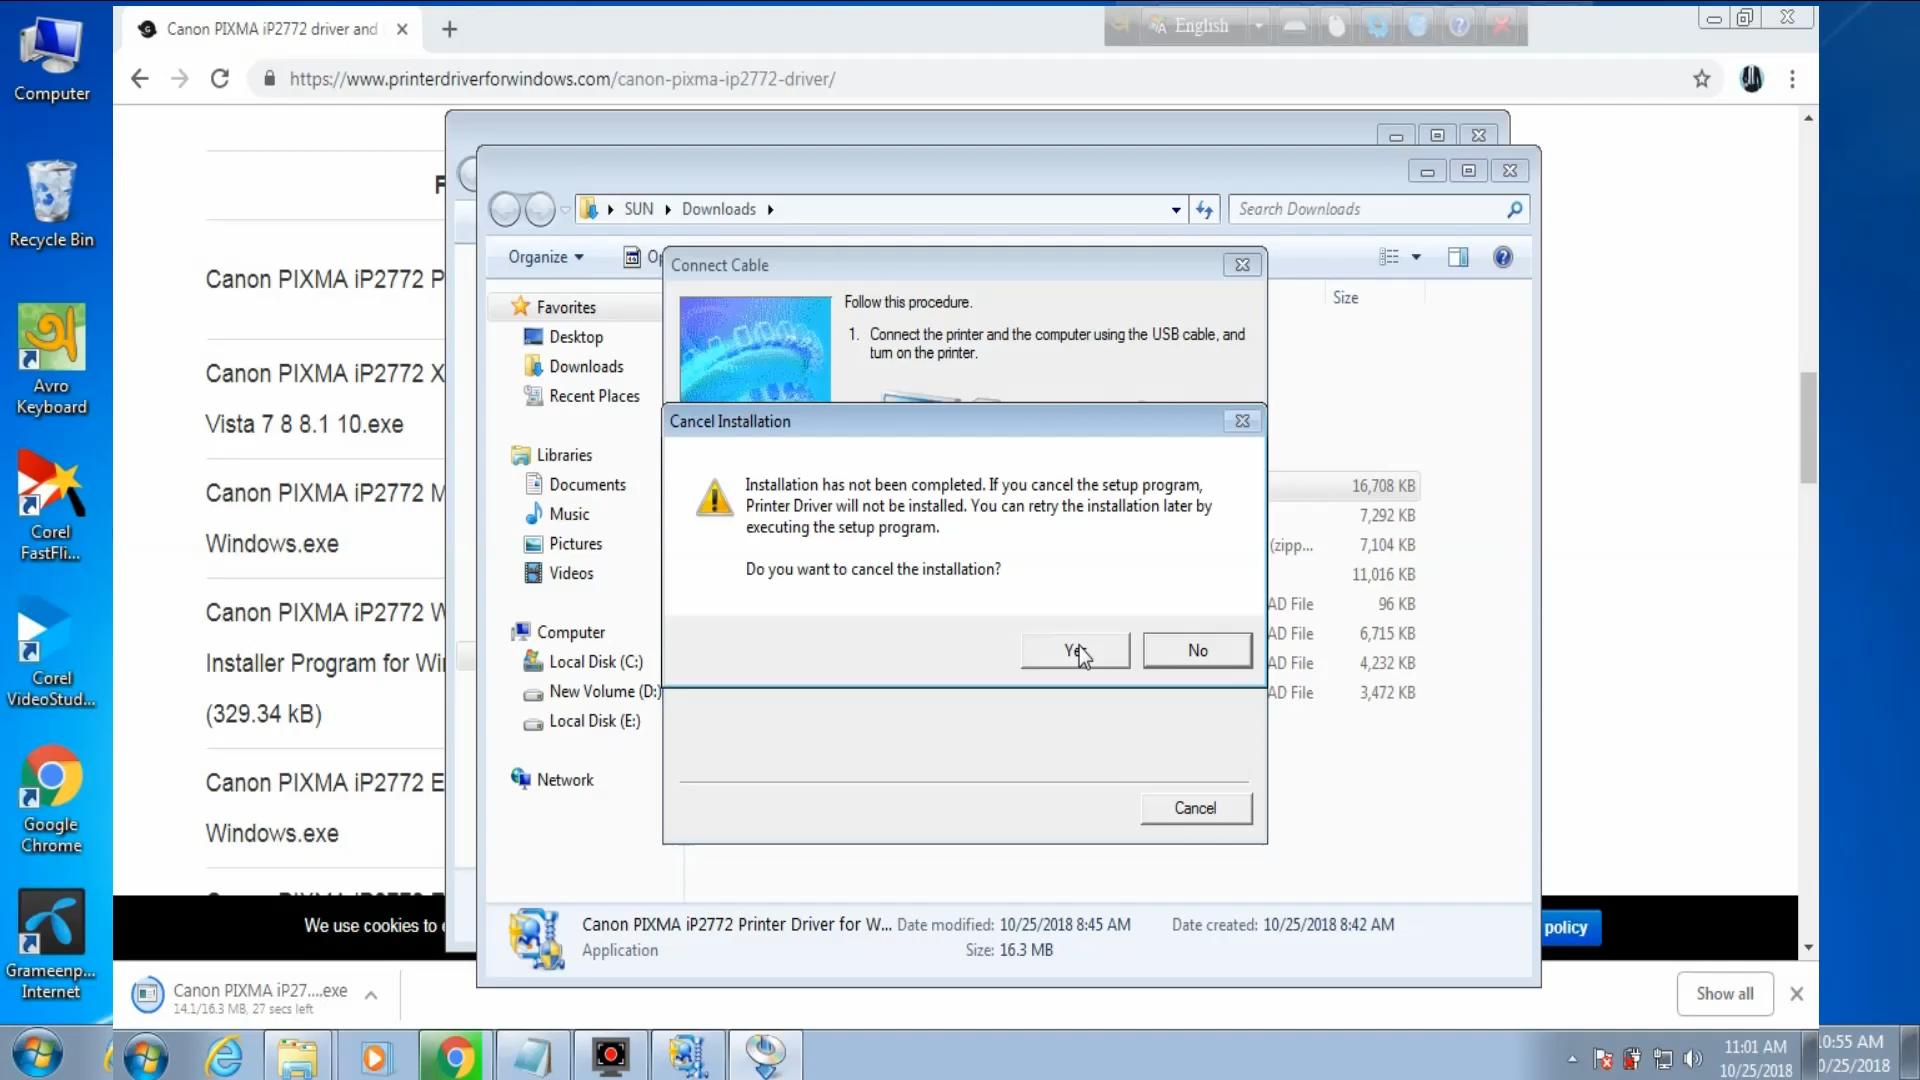 Computer
Recycle Bin
Avro
Keyboard
Corel
FastFli...
Corel
VideoStud...
Google
Chrome
Grameenp...
Internet
Canon PIXMA iP2772 driver and
English
https://www.printerdriverforwindows.com/canon-pixma-ip2772-driver/
F
Canon PIXMA iP2772 P
Canon PIXMA iP2772 X
Vista 7 8 8.1 10.exe
Canon PIXMA iP2772 M
Windows.exe
Canon PIXMA iP2772 W
Installer Program for Wi
(329.34 kB)
Canon PIXMA iP2772 E
Windows.exe
We use cookies to
policy
SUN
Downloads
Search Downloads
Organize
Op
Size
Favorites
Desktop
Downloads
Recent Places
Libraries
Documents
Music
Pictures
Videos
Computer
Local Disk (C:)
New Volume (D:)
Local Disk (E:)
Network
16,708 KB
7,292 KB
(zipp... 7,104 KB
11,016 KB
AD File 96 KB
AD File 6,715 KB
AD File 4,232 KB
AD File 3,472 KB
Connect Cable
Follow this procedure.
1. Connect the printer and the computer using the USB cable, and
turn on the printer.
Cancel Installation
Installation has not been completed. If you cancel the setup program,
Printer Driver will not be installed. You can retry the installation later by
executing the setup program.
Do you want to cancel the installation?
Yes
No
Cancel
Canon PIXMA iP2772 Printer Driver for W... Date modified: 10/25/2018 8:45 AM Date created: 10/25/2018 8:42 AM
Application Size: 16.3 MB
Canon PIXMA iP27....exe
14.1/16.3 MB, 27 secs left
Show all
11:01 AM
10/25/2018
0:55 AM
0/25/2018